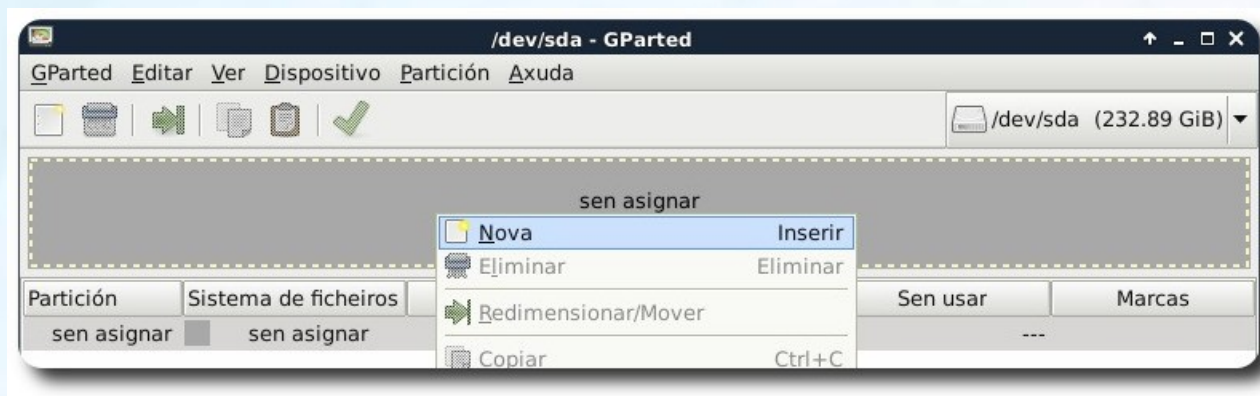 /dev/sda - GParted
GParted Editar Ver Dispositivo Partición Axuda
/dev/sda (232.89 GiB)
sen asignar
Nova Inserir
Eliminar Eliminar
Partición Sistema de ficheiros Sen usar Marcas
Redimensionar/Mover
sen asignar sen asignar ---
Copiar Ctrl+C